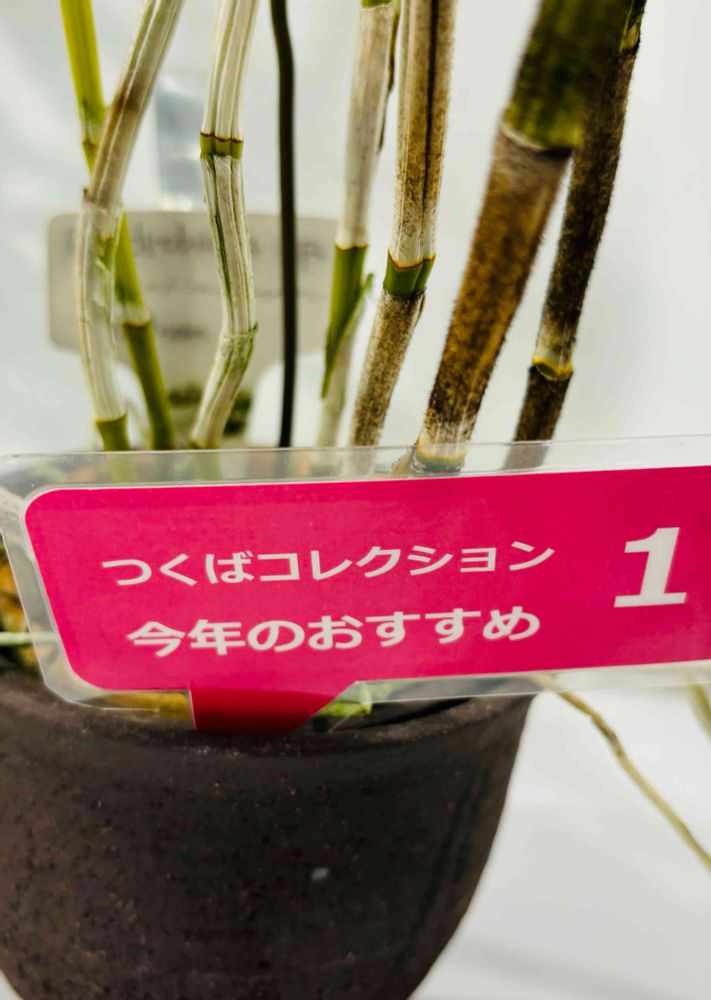 つくばコレクション
今年のおすすめ
1